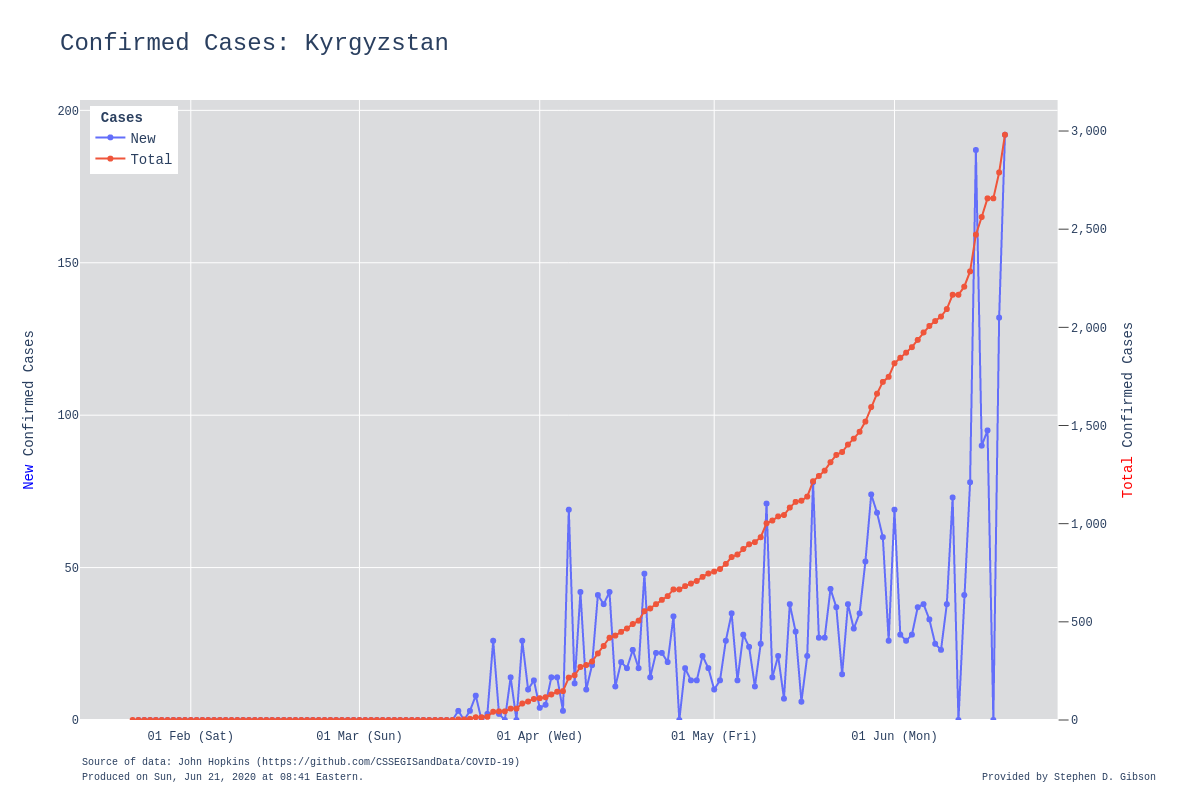 Confirmed Cases: Kyrgyzstan
Cases
New
Total
200
150
100
50
0
New Confirmed Cases
3,000
2,500
2,000
1,500
1,000
500
0
Total Confirmed Cases
01 Feb (Sat) 01 Mar (Sun) 01 Apr (Wed) 01 May (Fri) 01 Jun (Mon)
Source of data: John Hopkins (https://github.com/CSSEGISandData/COVID-19)
Produced on Sun, Jun 21, 2020 at 08:41 Eastern.
Provided by Stephen D. Gibson